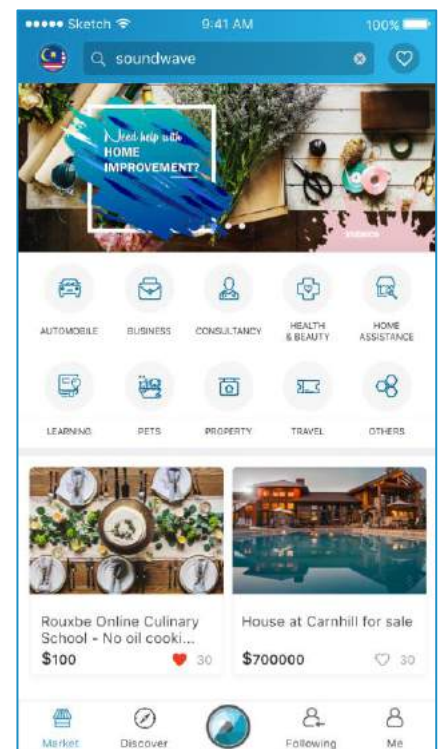 Sketch 9:41 AM 100%
soundwave
Need help with
HOME
IMPROVEMENT?
AUTOMOBILE BUSINESS CONSULTANCY HEALTH & BEAUTY HOME ASSISTANCE
LEARNING PETS PROPERTY TRAVEL OTHERS
Rouxbe Online Culinary
School - No oil cooki...
$100 30
House at Carnhill for sale
$700000 30
Market Discover Following Me